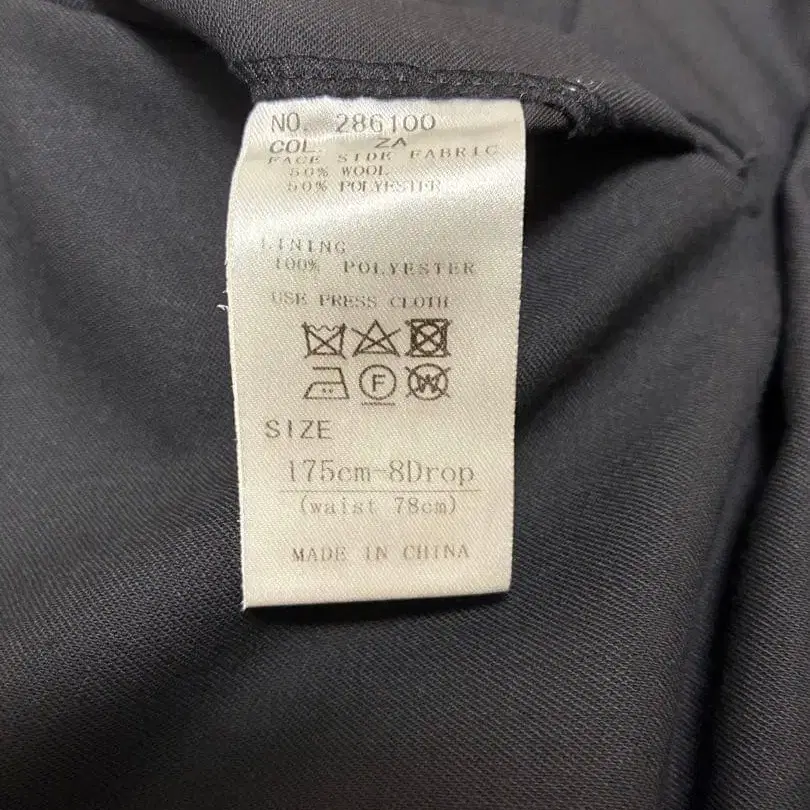 NO. 286100
COL. ZA
FACE SIDE FABRIC
50% WOOL
50% POLYESTER
LINING
100% POLYESTER
USE PRESS CLOTH
F W
SIZE
175cm-8Drop
(waist 78cm)
MADE IN CHINA